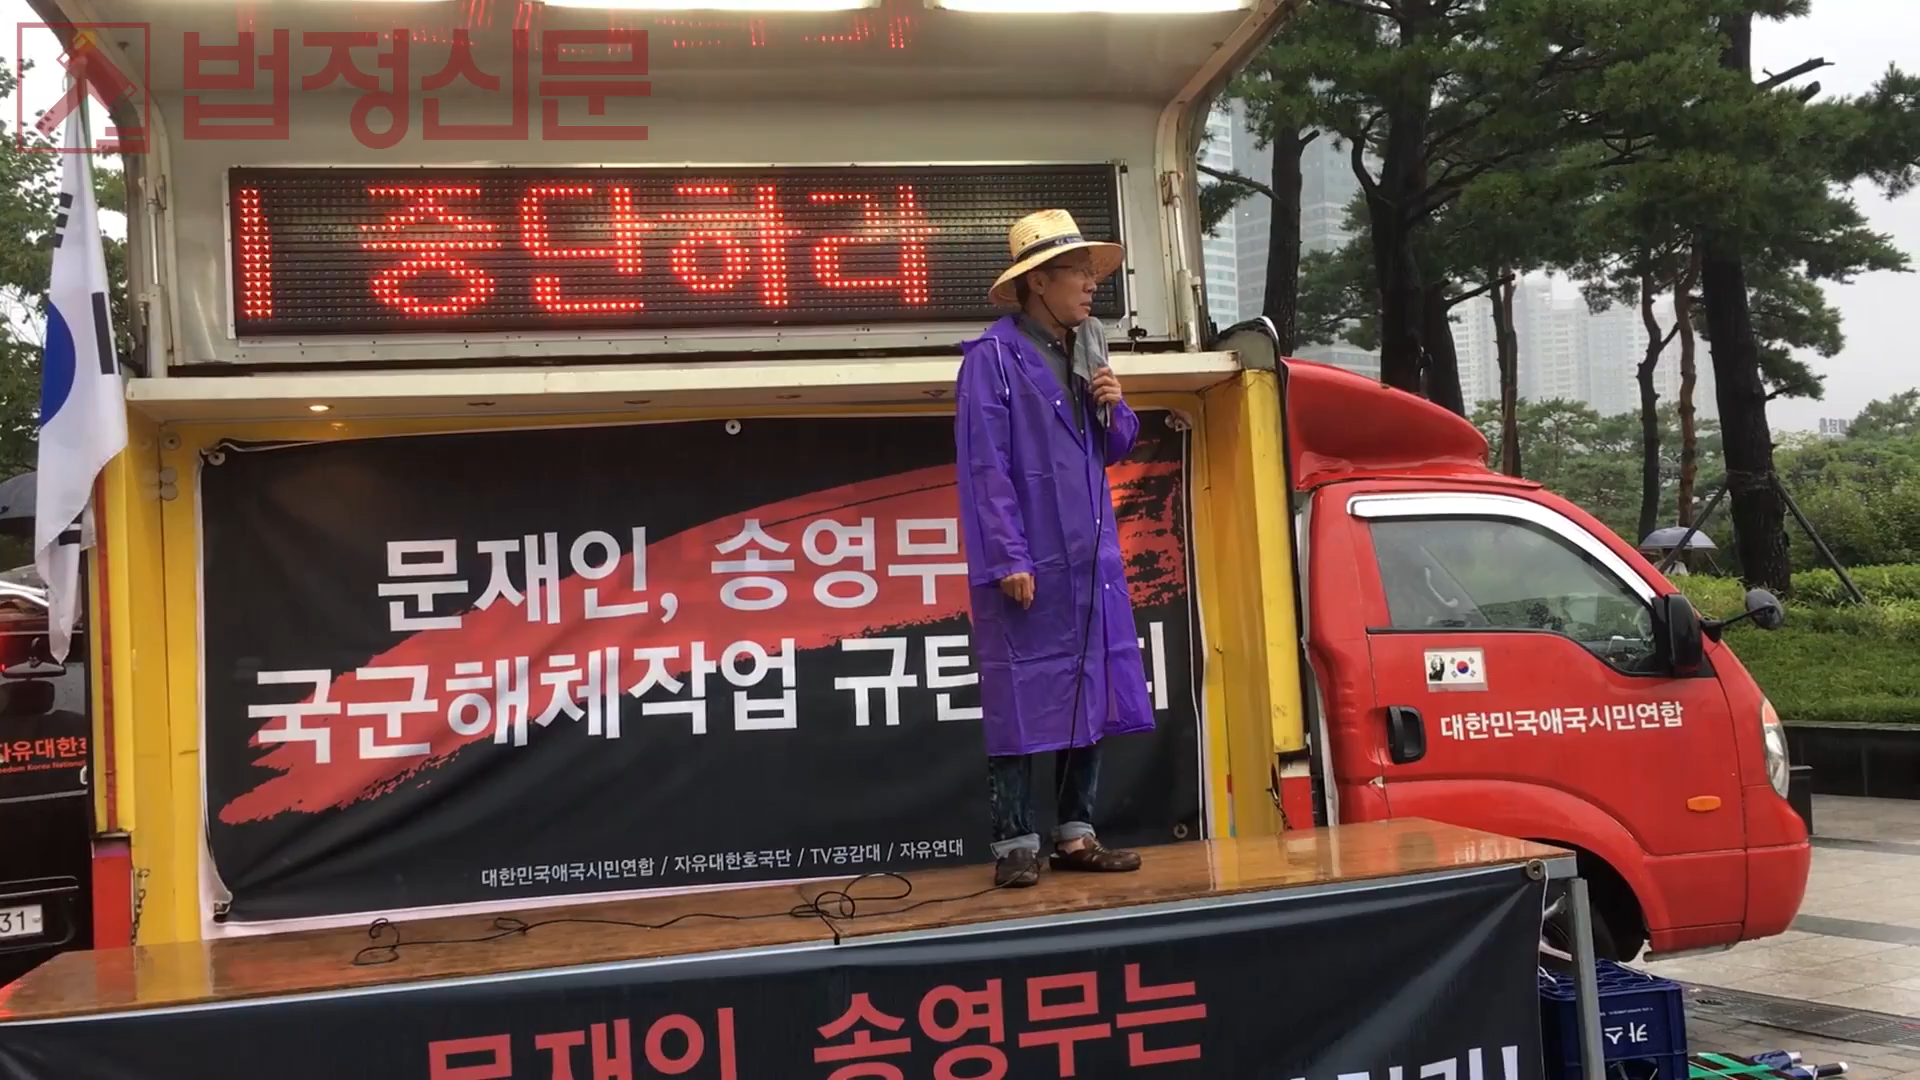 법정신문
중단하라
문재인, 송영무
국군해체작업 규탄
대한민국애국시민연합 / 자유대한호국단 / TV공감대 / 자유연대
대한민국애국시민연합
자유대한호
31
문재인, 송영무는
카스